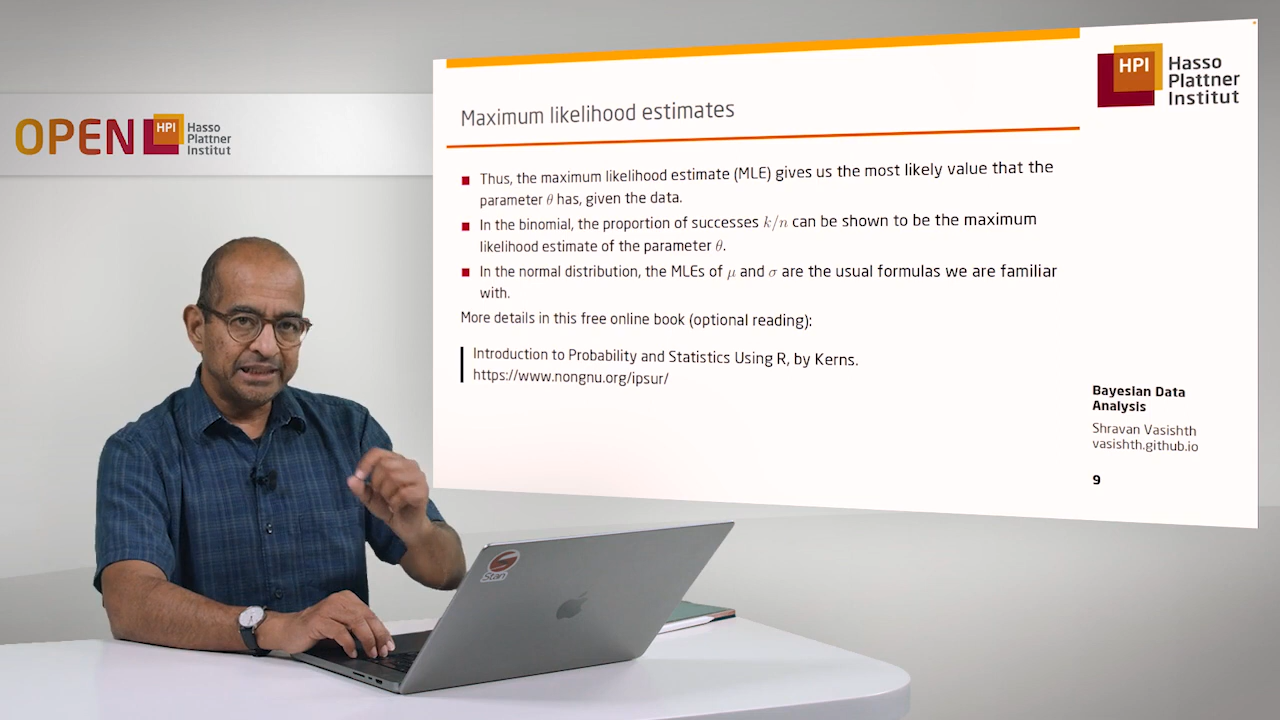 OPEN HPI Hasso
Plattner
Institut
HPI Hasso
Plattner
Institut
Maximum likelihood estimates
Thus, the maximum likelihood estimate (MLE) gives us the most likely value that the
parameter θ has, given the data.
In the binomial, the proportion of successes k/n can be shown to be the maximum
likelihood estimate of the parameter θ.
In the normal distribution, the MLEs of μ and σ are the usual formulas we are familiar
with.
More details in this free online book (optional reading):
Introduction to Probability and Statistics Using R, by Kerns.
https://www.nongnu.org/ipsur/
Bayesian Data
Analysis
Shravan Vasishth
vasishth.github.io
9
Stan